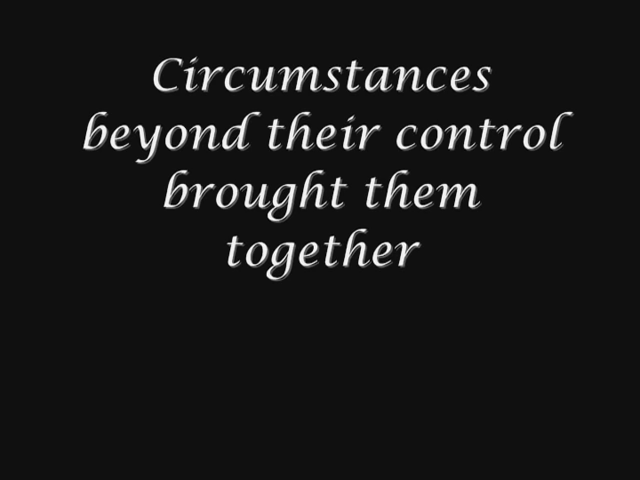 Circumstances
beyond their control
brought them
together